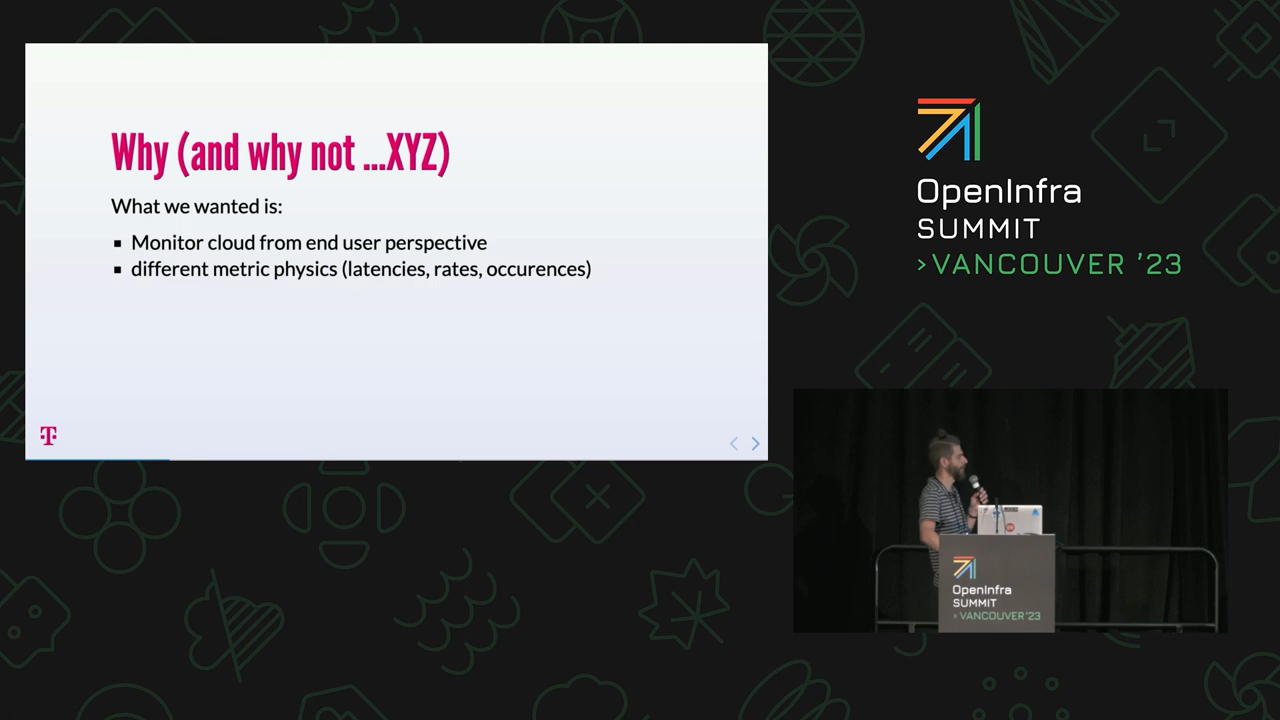 Why (and why not ...XYZ)
What we wanted is:
▪ Monitor cloud from end user perspective
▪ different metric physics (latencies, rates, occurences)
T
OpenInfra
SUMMIT
>VANCOUVER '23
OpenInfra
SUMMIT
>VANCOUVER '23